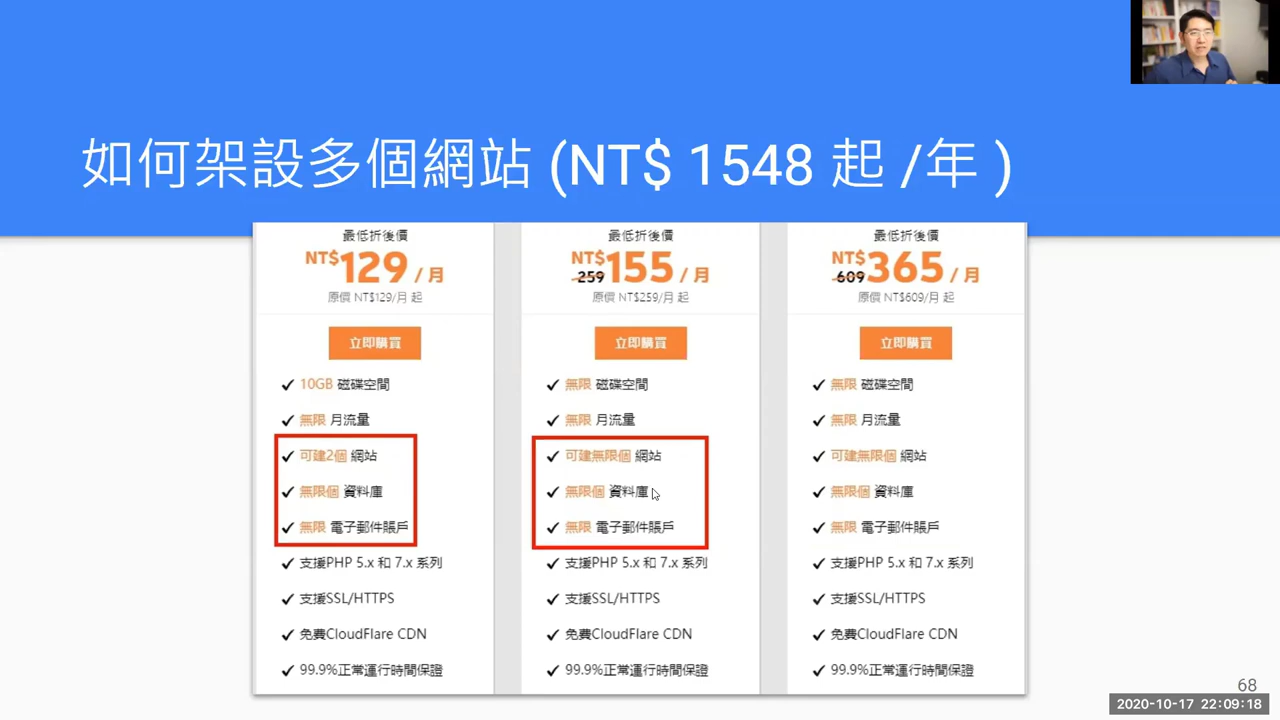 如何架設多個網站 (NT$ 1548 起 /年 )
最低折後價
NT$129 / 月
原價 NT$129/月 起
立即購買
✓ 10GB 磁碟空間
✓ 無限 月流量
✓ 可建2個 網站
✓ 無限個 資料庫
✓ 無限 電子郵件賬戶
✓ 支援PHP 5.x 和 7.x 系列
✓ 支援SSL/HTTPS
✓ 免費CloudFlare CDN
✓ 99.9%正常運行時間保證
最低折後價
NT$ 259 155 / 月
原價 NT$259/月 起
立即購買
✓ 無限 磁碟空間
✓ 無限 月流量
✓ 可建無限個 網站
✓ 無限個 資料庫
✓ 無限 電子郵件賬戶
✓ 支援PHP 5.x 和 7.x 系列
✓ 支援SSL/HTTPS
✓ 免費CloudFlare CDN
✓ 99.9%正常運行時間保證
最低折後價
NT$ 609 365 / 月
原價 NT$609/月 起
立即購買
✓ 無限 磁碟空間
✓ 無限 月流量
✓ 可建無限個 網站
✓ 無限個 資料庫
✓ 無限 電子郵件賬戶
✓ 支援PHP 5.x 和 7.x 系列
✓ 支援SSL/HTTPS
✓ 免費CloudFlare CDN
✓ 99.9%正常運行時間保證
68
2020-10-17 22:09:18